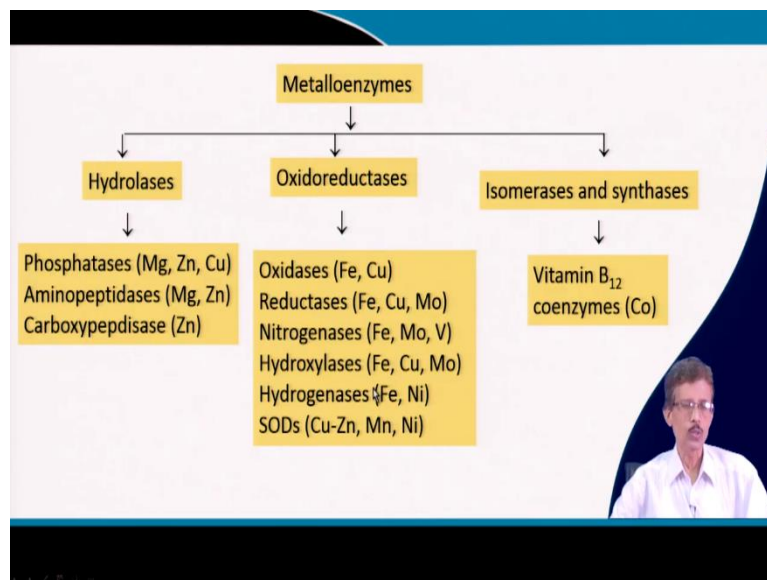 Metalloenzymes
Hydrolases
Oxidoreductases
Isomerases and synthases
Phosphatases (Mg, Zn, Cu)
Aminopeptidases (Mg, Zn)
Carboxypepdisase (Zn)
Oxidases (Fe, Cu)
Reductases (Fe, Cu, Mo)
Nitrogenases (Fe, Mo, V)
Hydroxylases (Fe, Cu, Mo)
Hydrogenases (Fe, Ni)
SODs (Cu-Zn, Mn, Ni)
Vitamin B12
coenzymes (Co)